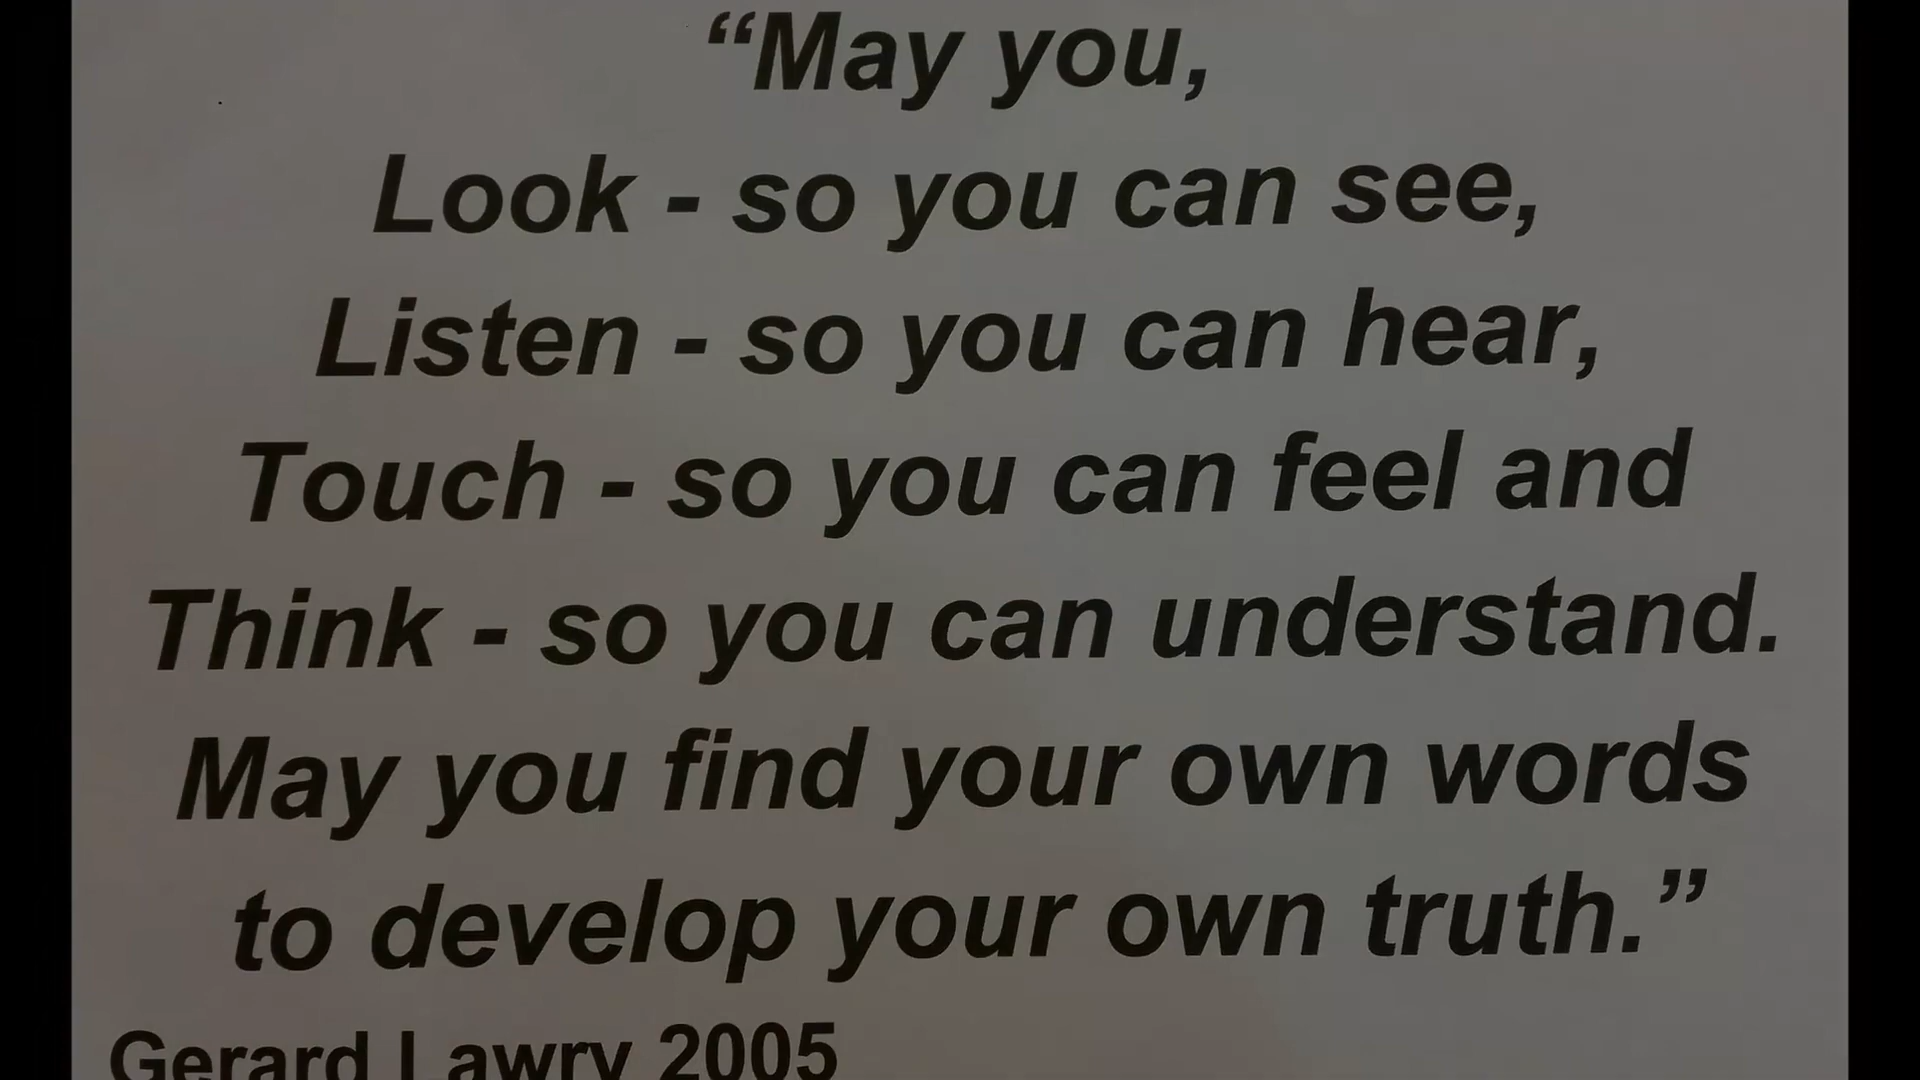 “May you,
Look - so you can see,
Listen - so you can hear,
Touch - so you can feel and
Think - so you can understand.
May you find your own words
to develop your own truth.”
Gerard Lawry 2005